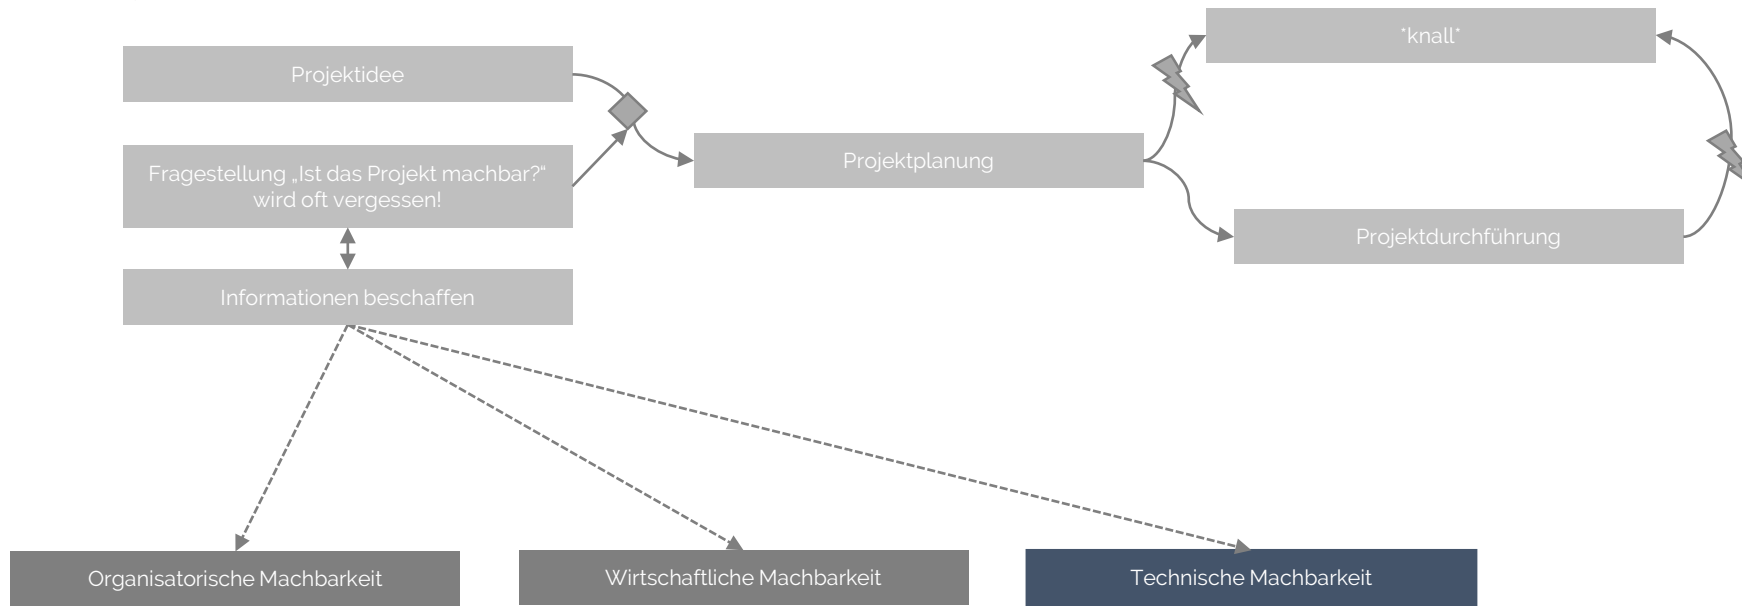 Projektidee
Fragestellung „Ist das Projekt machbar?“
wird oft vergessen!
Informationen beschaffen
Projektplanung
*knall*
Projektdurchführung
Organisatorische Machbarkeit
Wirtschaftliche Machbarkeit
Technische Machbarkeit